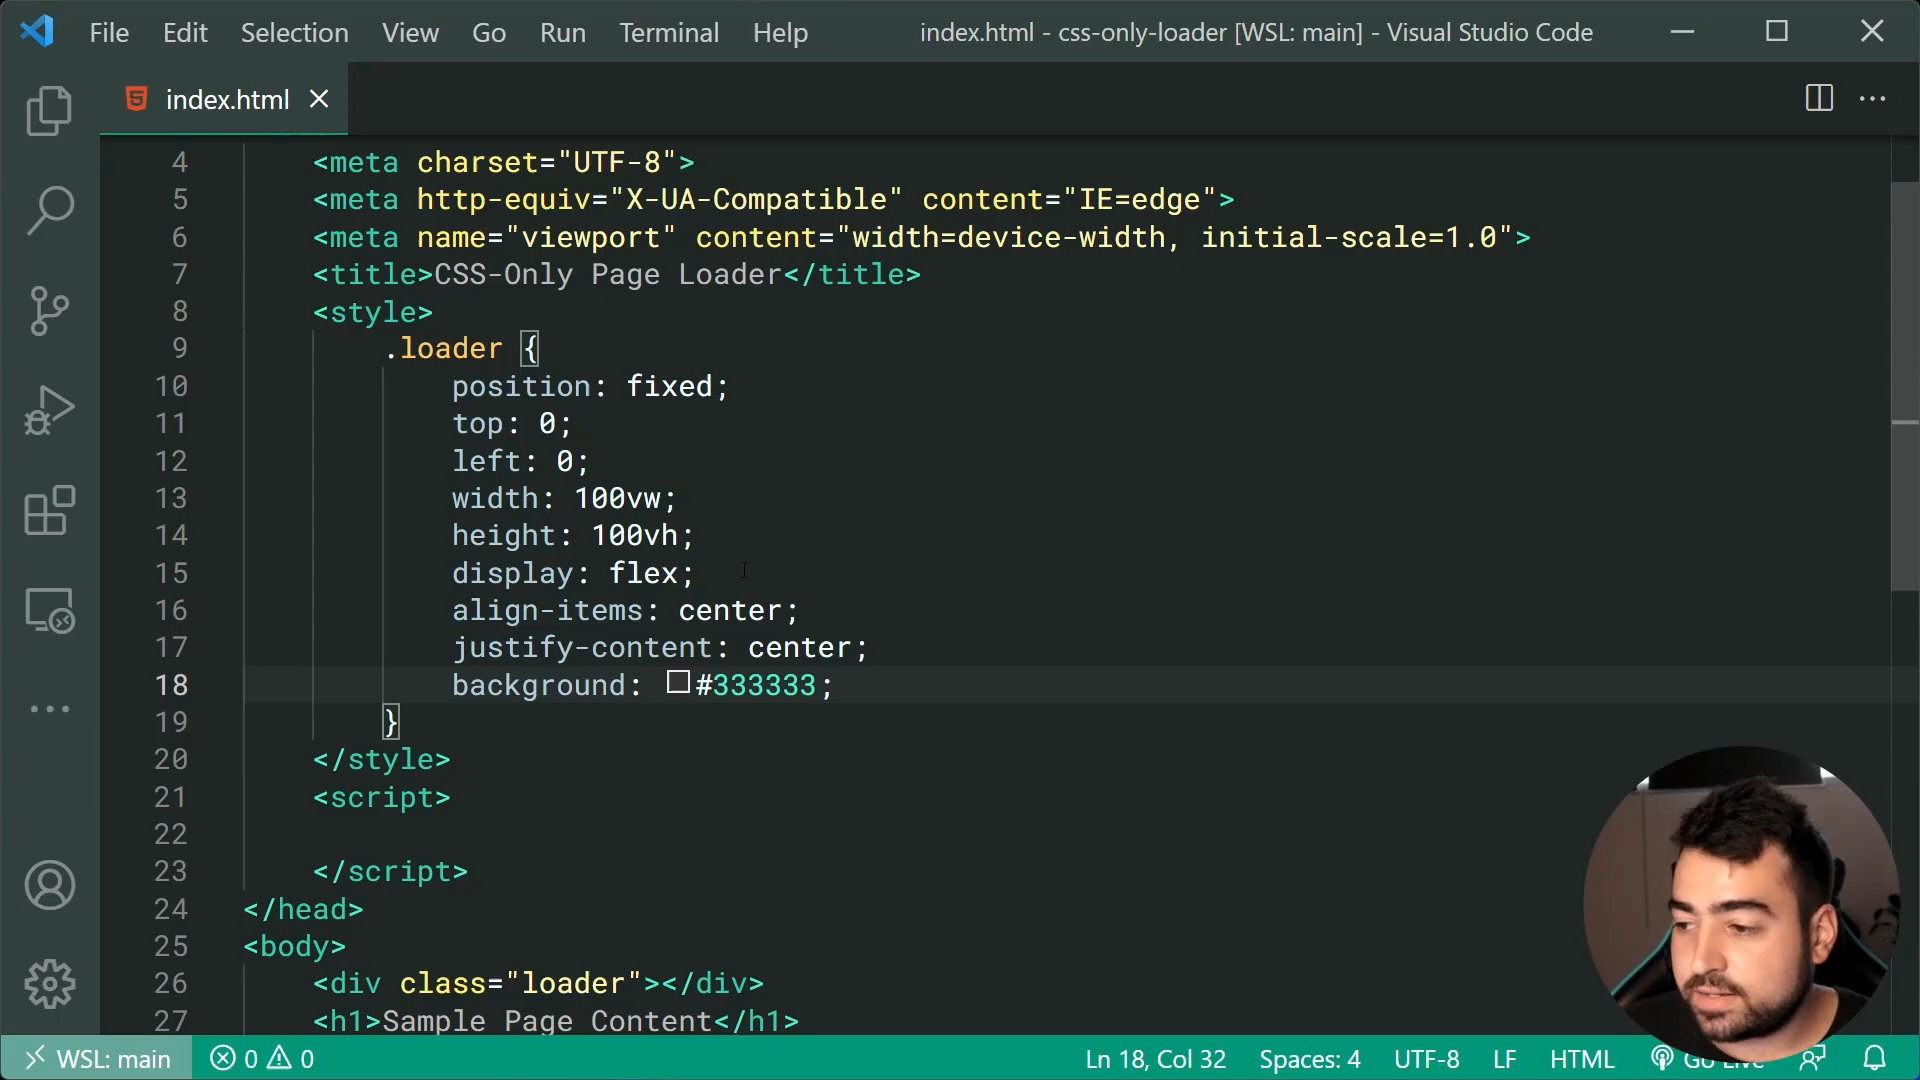 File Edit Selection View Go Run Terminal Help index.html - css-only-loader [WSL: main] - Visual Studio Code
index.html
4 <meta charset="UTF-8">
5 <meta http-equiv="X-UA-Compatible" content="IE=edge">
6 <meta name="viewport" content="width=device-width, initial-scale=1.0">
7 <title>CSS-Only Page Loader</title>
8 <style>
9 .loader {
10 position: fixed;
11 top: 0;
12 left: 0;
13 width: 100vw;
14 height: 100vh;
15 display: flex;
16 align-items: center;
17 justify-content: center;
18 background: #333333;
19 }
20 </style>
21 <script>
22
23 </script>
24 </head>
25 <body>
26 <div class="loader"></div>
27 <h1>Sample Page Content</h1>
WSL: main 0 0 Ln 18, Col 32 Spaces: 4 UTF-8 LF HTML Go Live